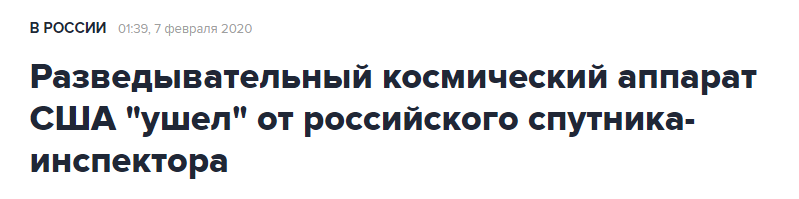 В РОССИИ 01:39, 7 февраля 2020
Разведывательный космический аппарат
США "ушел" от российского спутника-
инспектора